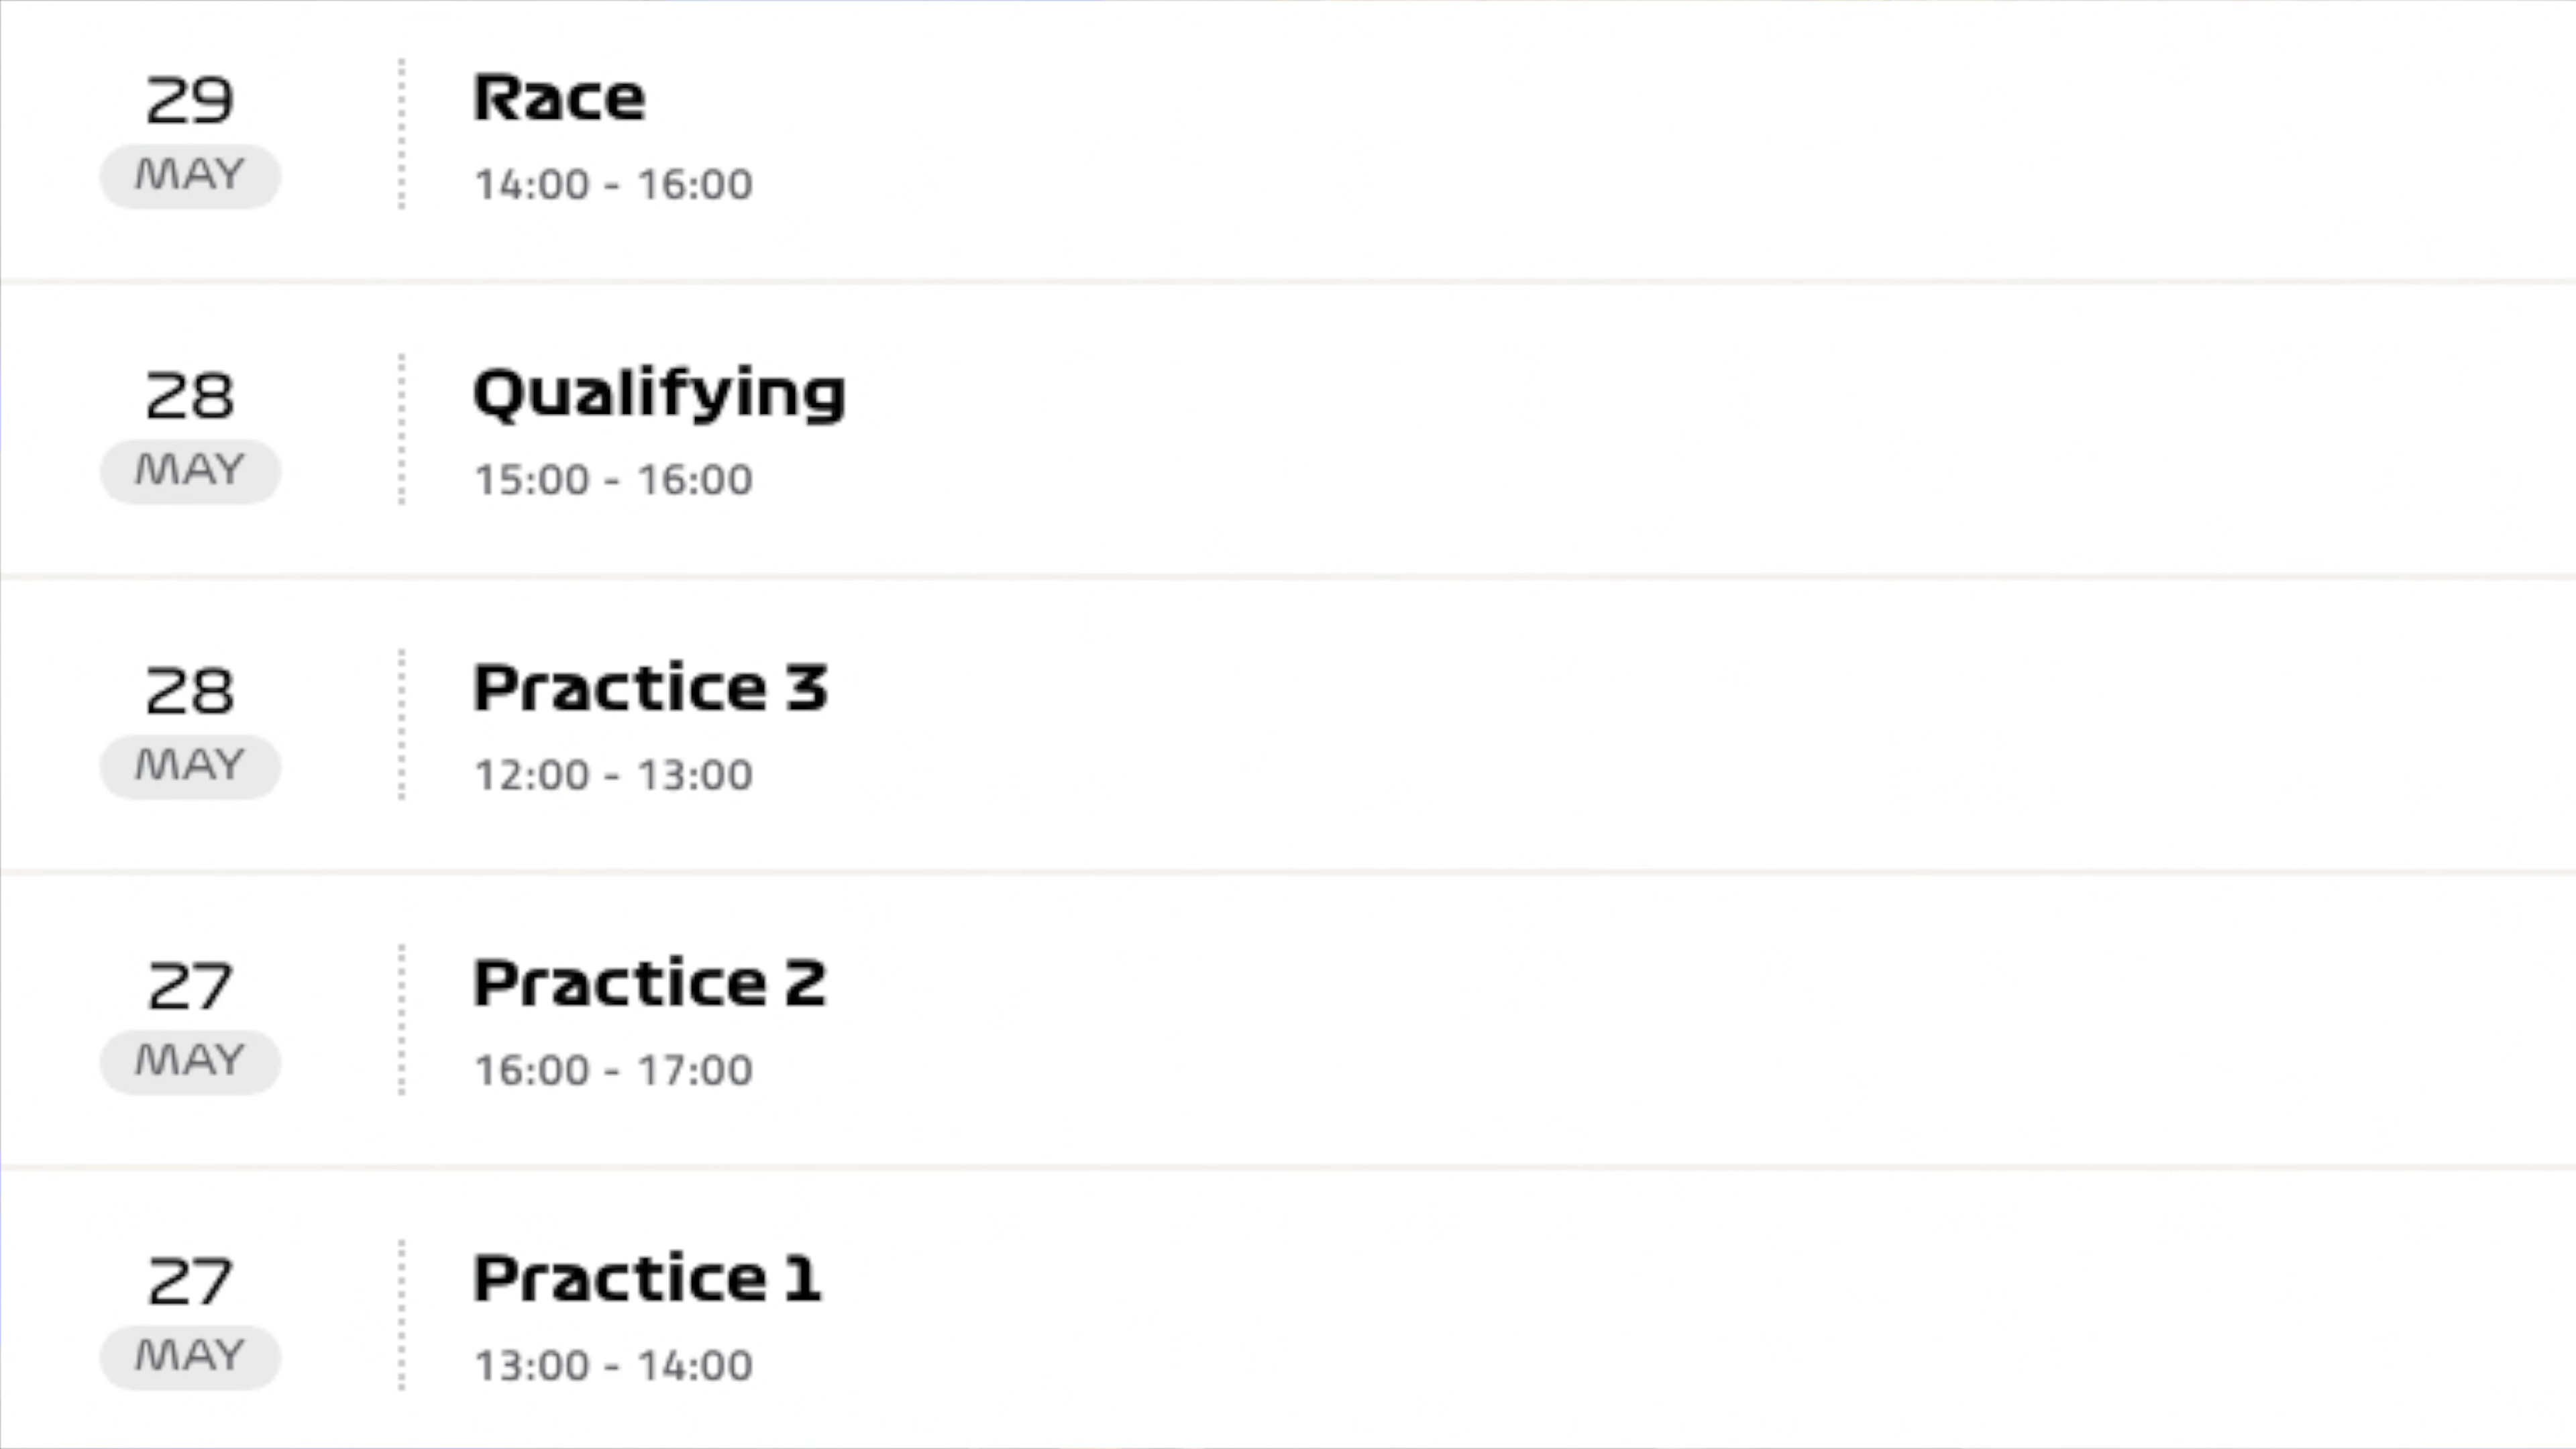 29
MAY
Race
14:00 - 16:00
28
MAY
Qualifying
15:00 - 16:00
28
MAY
Practice 3
12:00 - 13:00
27
MAY
Practice 2
16:00 - 17:00
27
MAY
Practice 1
13:00 - 14:00